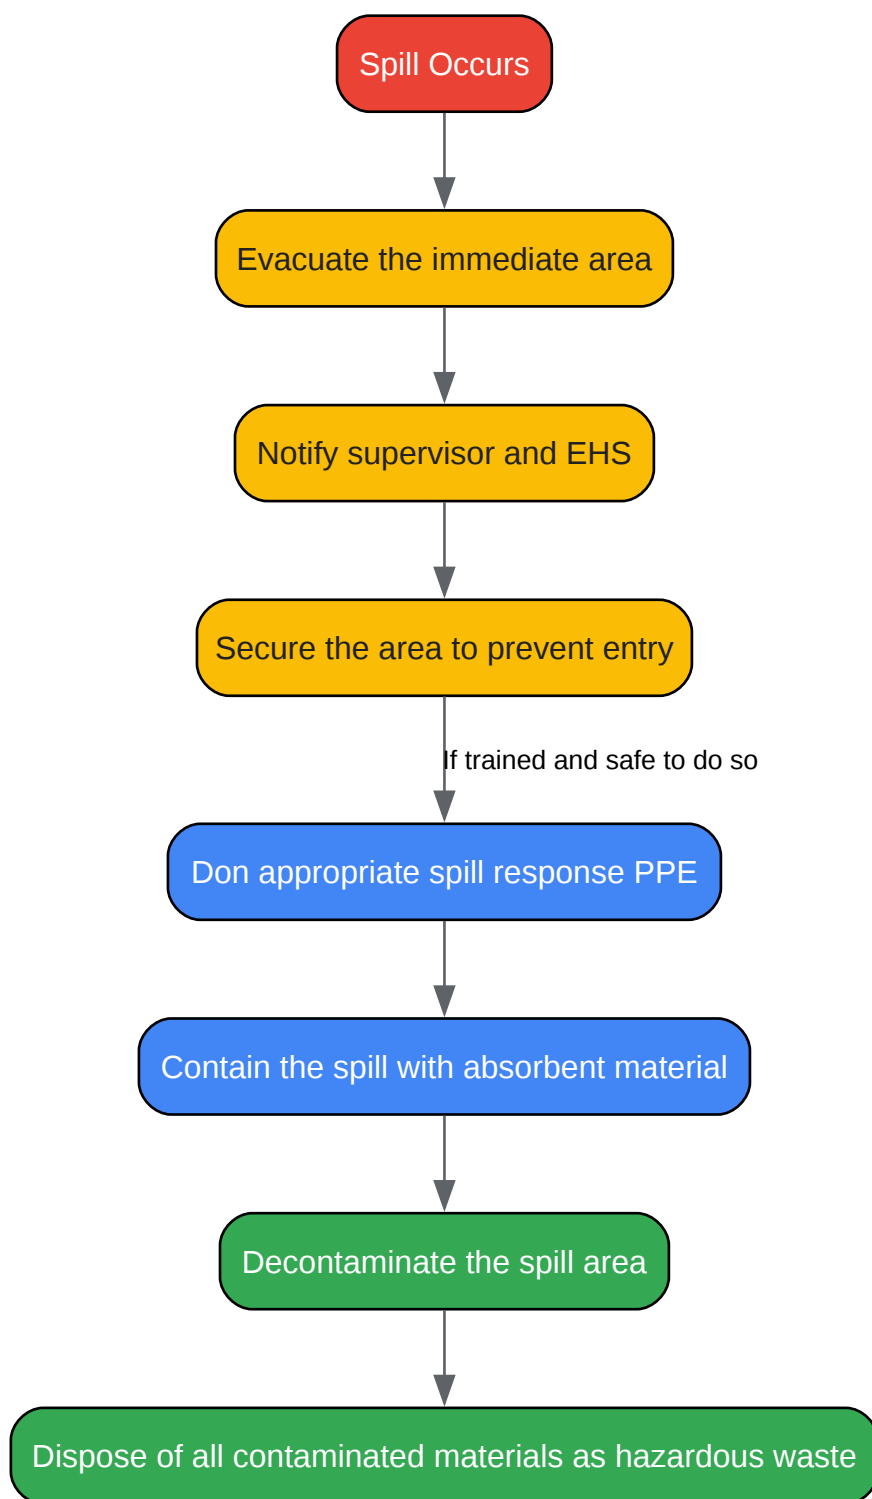 Spill Occurs
Evacuate the immediate area
Notify supervisor and EHS
Secure the area to prevent entry
If trained and safe to do so
Don appropriate spill response PPE
Contain the spill with absorbent material
Decontaminate the spill area
Dispose of all contaminated materials as hazardous waste